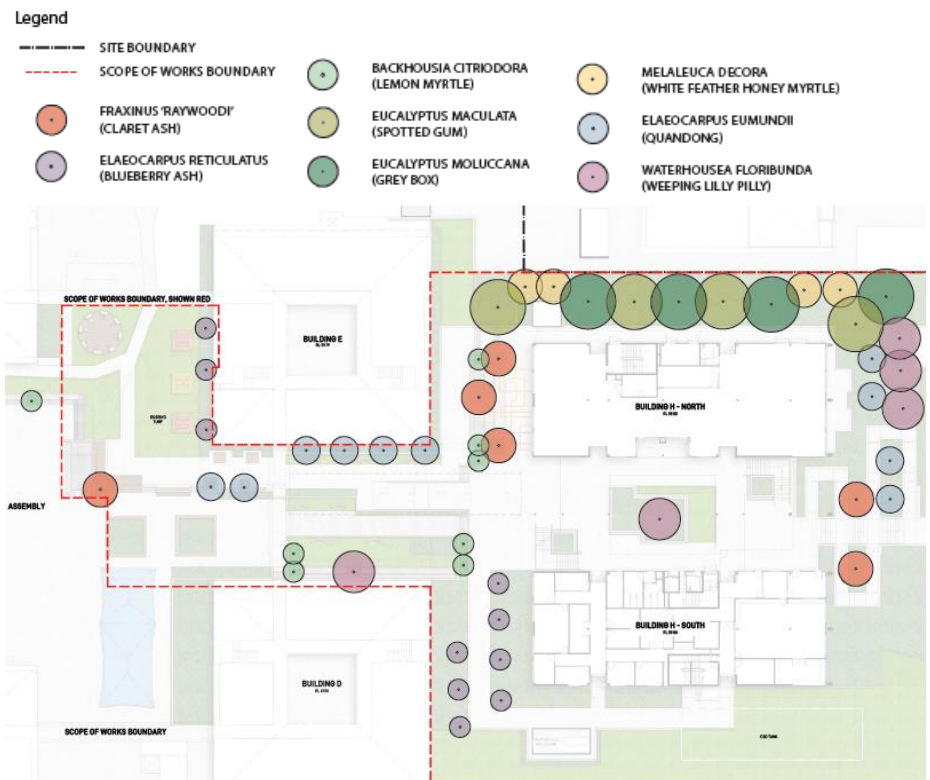 Legend
SITE BOUNDARY
SCOPE OF WORKS BOUNDARY
FRAXINUS 'RAYWOODI'
(CLARET ASH)
ELAEOCARPUS RETICULATUS
(BLUEBERRY ASH)
BACKHOUSIA CITRIODORA
(LEMON MYRTLE)
EUCALYPTUS MACULATA
(SPOTTED GUM)
EUCALYPTUS MOLUCCANA
(GREY BOX)
MELALEUCA DECORA
(WHITE FEATHER HONEY MYRTLE)
ELAEOCARPUS EUMUNDII
(QUANDONG)
WATERHOUSEA FLORIBUNDA
(WEEPING LILLY PILLY)
SCOPE OF WORKS BOUNDARY, SHOWN RED
BUILDING E
BUILDING H - NORTH
ASSEMBLY
BUILDING H - SOUTH
BUILDING D
SCOPE OF WORKS BOUNDARY